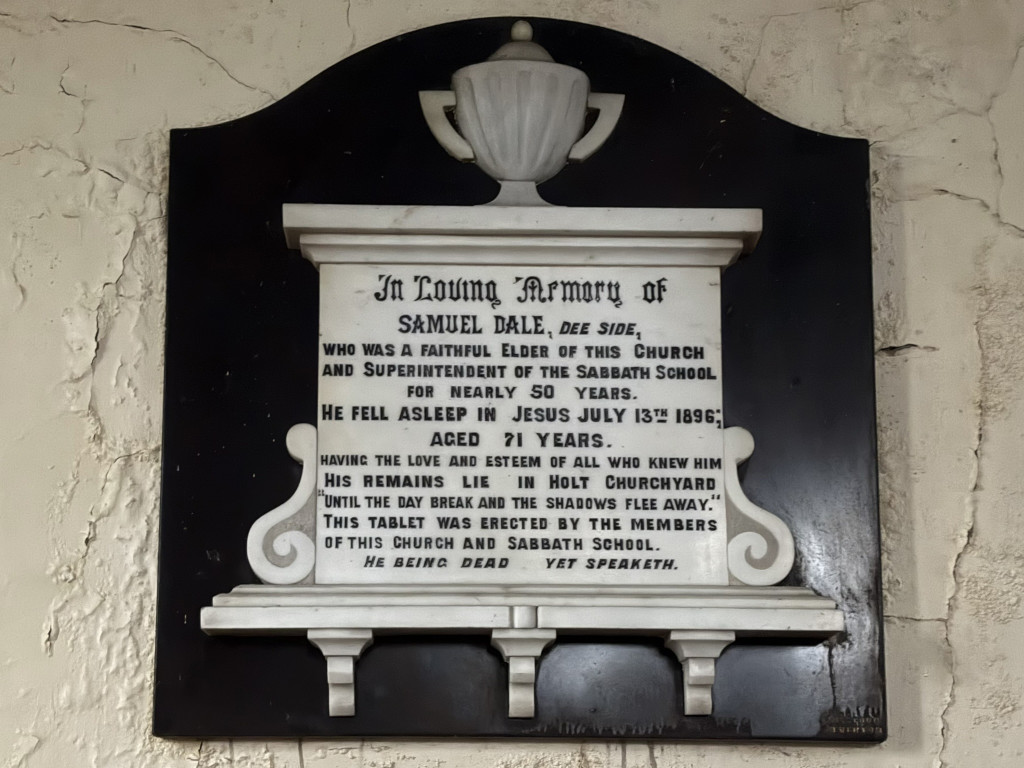 In Loving Memory of
SAMUEL DALE, DEE SIDE,
WHO WAS A FAITHFUL ELDER OF THIS CHURCH
AND SUPERINTENDENT OF THE SABBATH SCHOOL
FOR NEARLY 50 YEARS.
HE FELL ASLEEP IN JESUS JULY 13TH 1896;
AGED 71 YEARS.
HAVING THE LOVE AND ESTEEM OF ALL WHO KNEW HIM
HIS REMAINS LIE IN HOLT CHURCHYARD
"UNTIL THE DAY BREAK AND THE SHADOWS FLEE AWAY."
THIS TABLET WAS ERECTED BY THE MEMBERS
OF THIS CHURCH AND SABBATH SCHOOL.
HE BEING DEAD YET SPEAKETH.